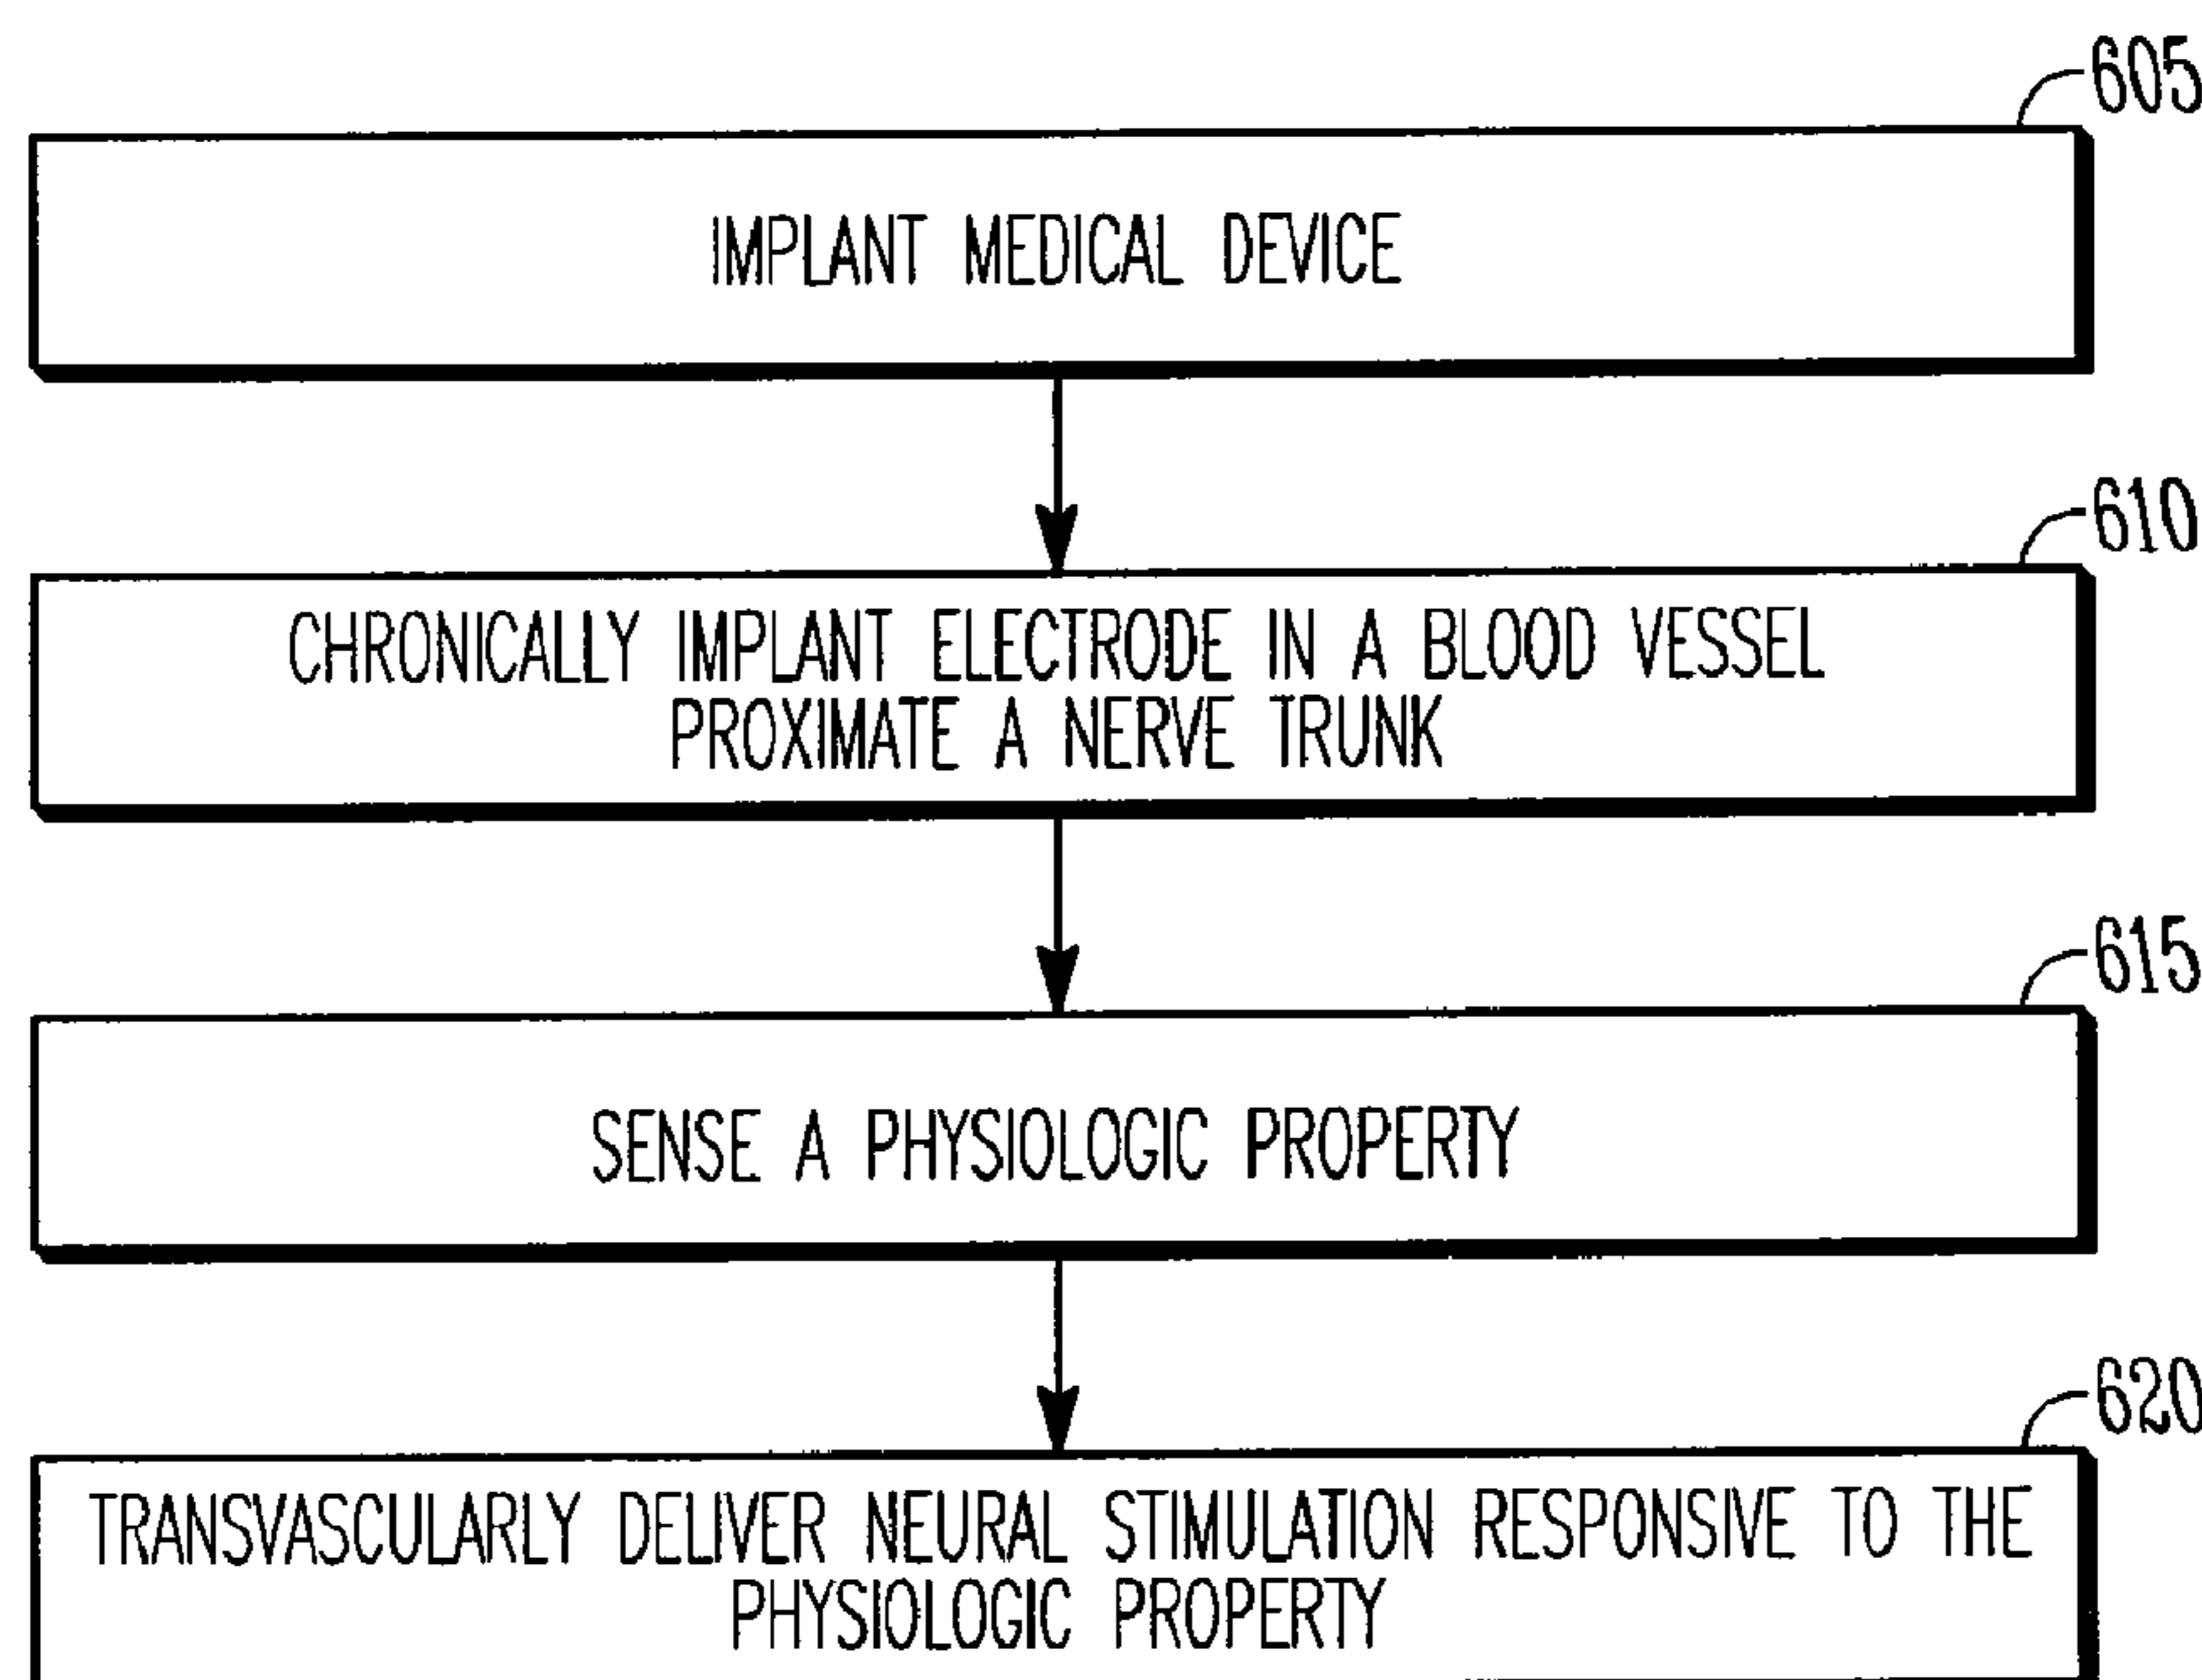 605
IMPLANT MEDICAL DEVICE
610
CHRONICALLY IMPLANT ELECTRODE IN A BLOOD VESSEL
PROXIMATE A NERVE TRUNK
615
SENSE A PHYSIOLOGIC PROPERTY
620
TRANSVASCULARLY DELIVER NEURAL STIMULATION RESPONSIVE TO THE
PHYSIOLOGIC PROPERTY